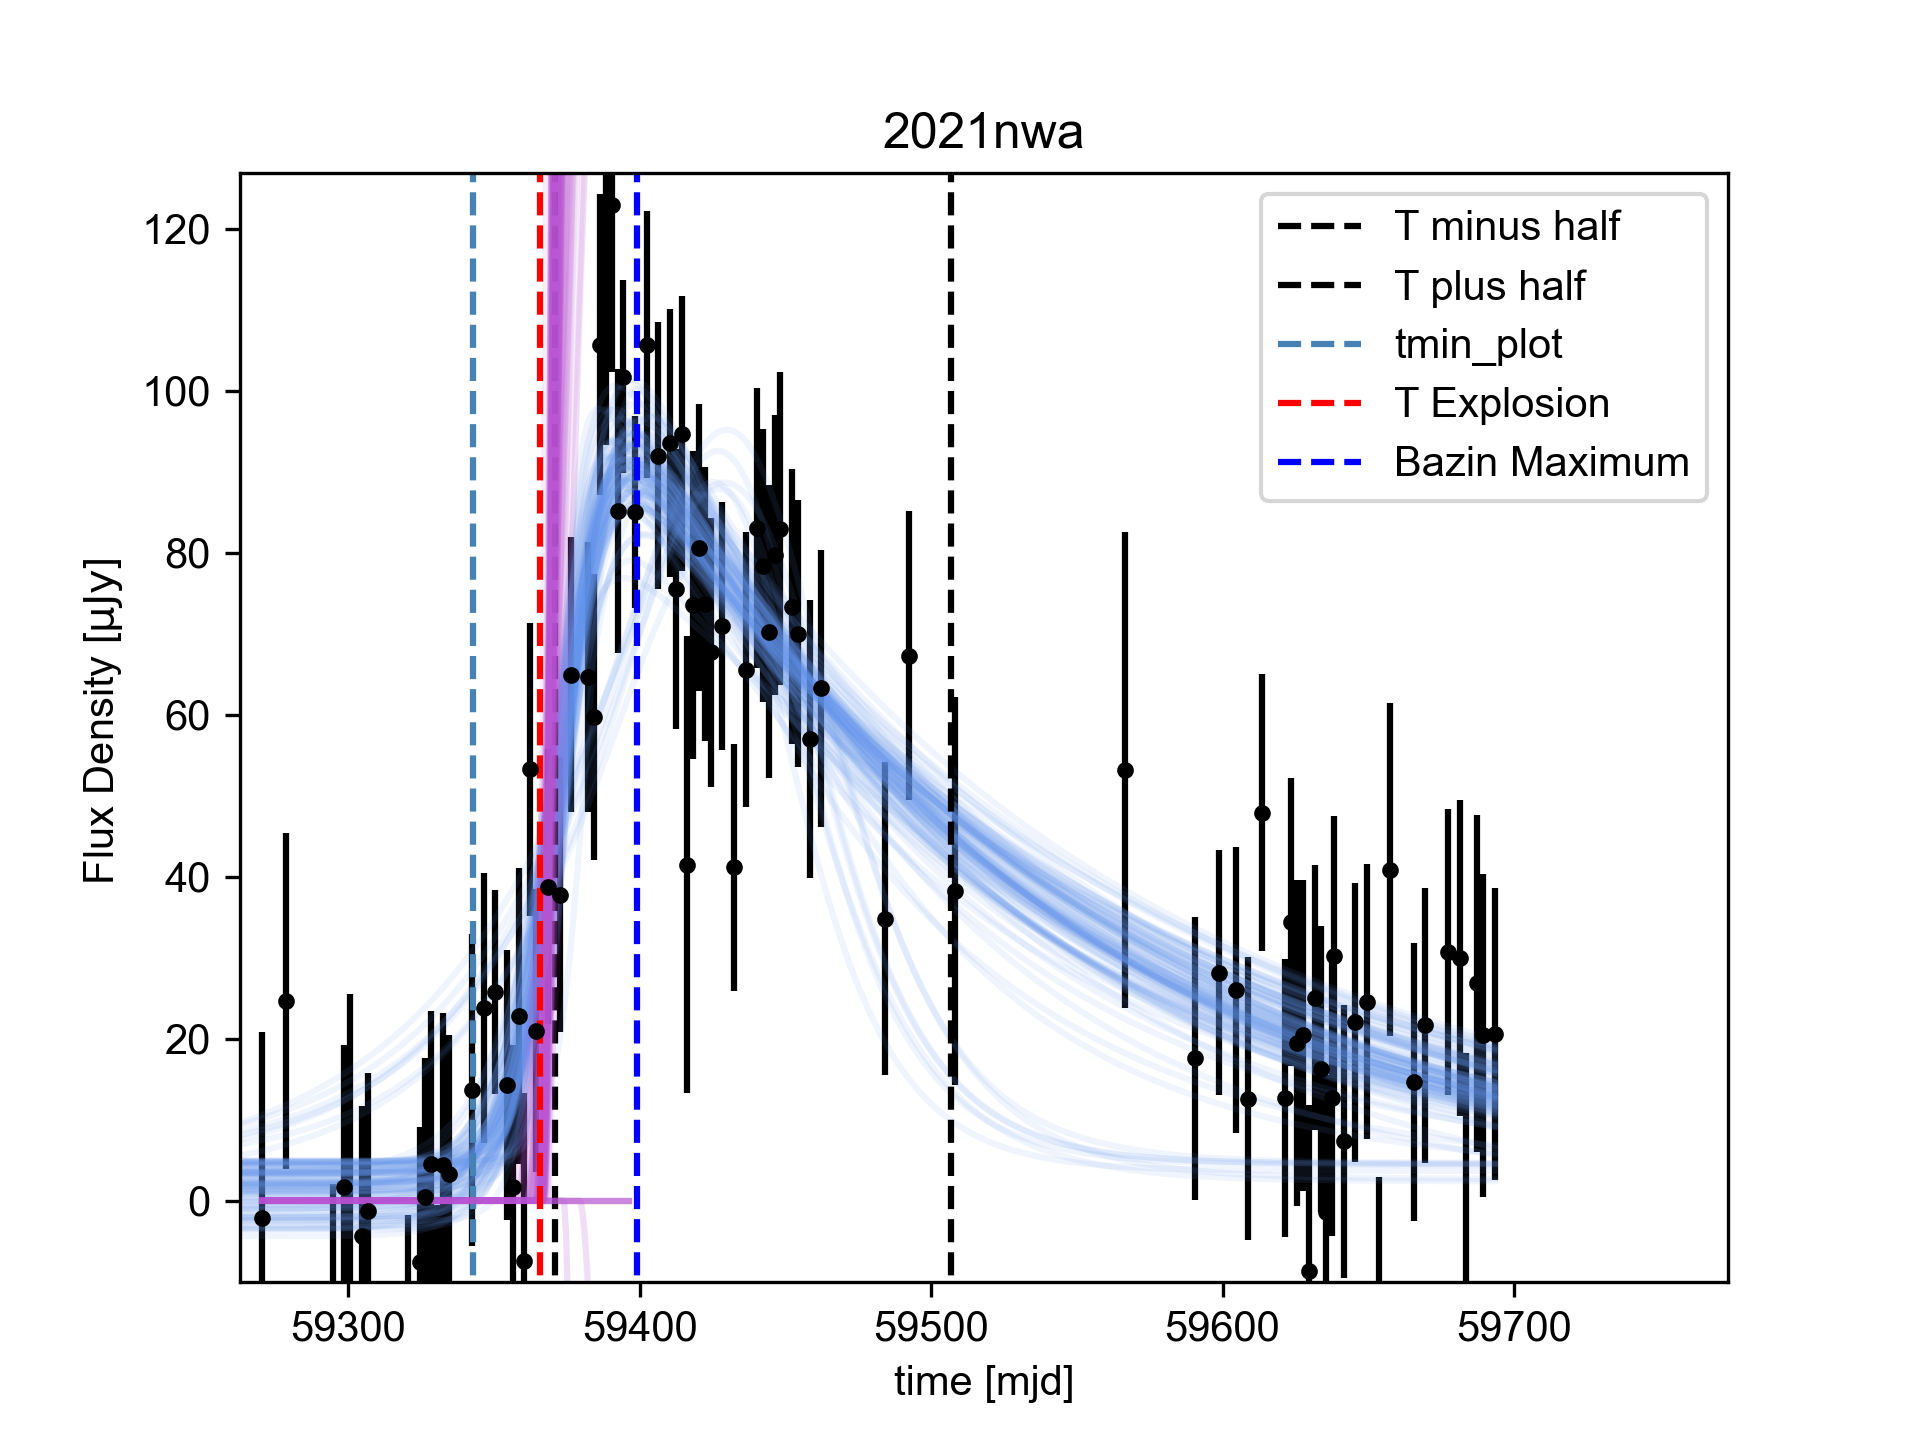 2021nwa
T minus half
T plus half
tmin_plot
T Explosion
Bazin Maximum
Flux Density [µJy]
120
100
80
60
40
20
0
59300 59400 59500 59600 59700
time [mjd]